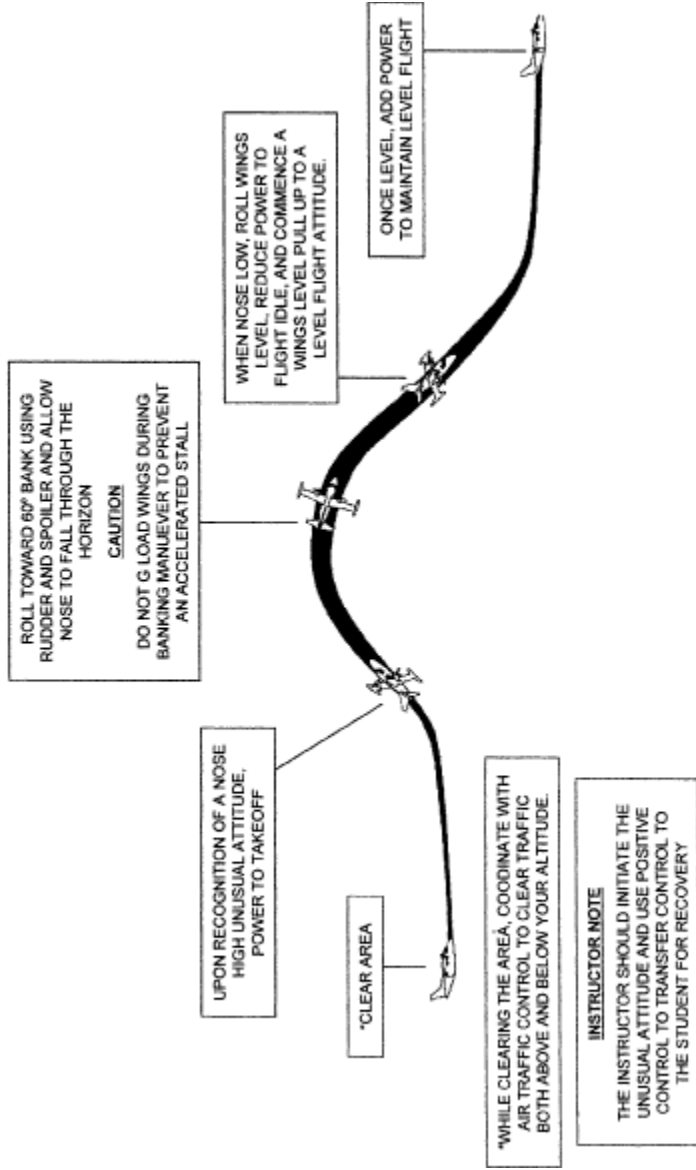 *CLEAR AREA
UPON RECOGNITION OF A NOSE
HIGH UNUSUAL ATTITUDE,
POWER TO TAKEOFF
ROLL TOWARD 60° BANK USING
RUDDER AND SPOILER AND ALLOW
NOSE TO FALL THROUGH THE
HORIZON
CAUTION
DO NOT G LOAD WINGS DURING
BANKING MANUEVER TO PREVENT
AN ACCELERATED STALL
WHEN NOSE LOW, ROLL WINGS
LEVEL, REDUCE POWER TO
FLIGHT IDLE, AND COMMENCE A
WINGS LEVEL PULL UP TO A
LEVEL FLIGHT ATTITUDE.
ONCE LEVEL, ADD POWER
TO MAINTAIN LEVEL FLIGHT
*WHILE CLEARING THE AREA, COODINATE WITH
AIR TRAFFIC CONTROL TO CLEAR TRAFFIC
BOTH ABOVE AND BELOW YOUR ALTITUDE.
INSTRUCTOR NOTE
THE INSTRUCTOR SHOULD INITIATE THE
UNUSUAL ATTITUDE AND USE POSITIVE
CONTROL TO TRANSFER CONTROL TO
THE STUDENT FOR RECOVERY